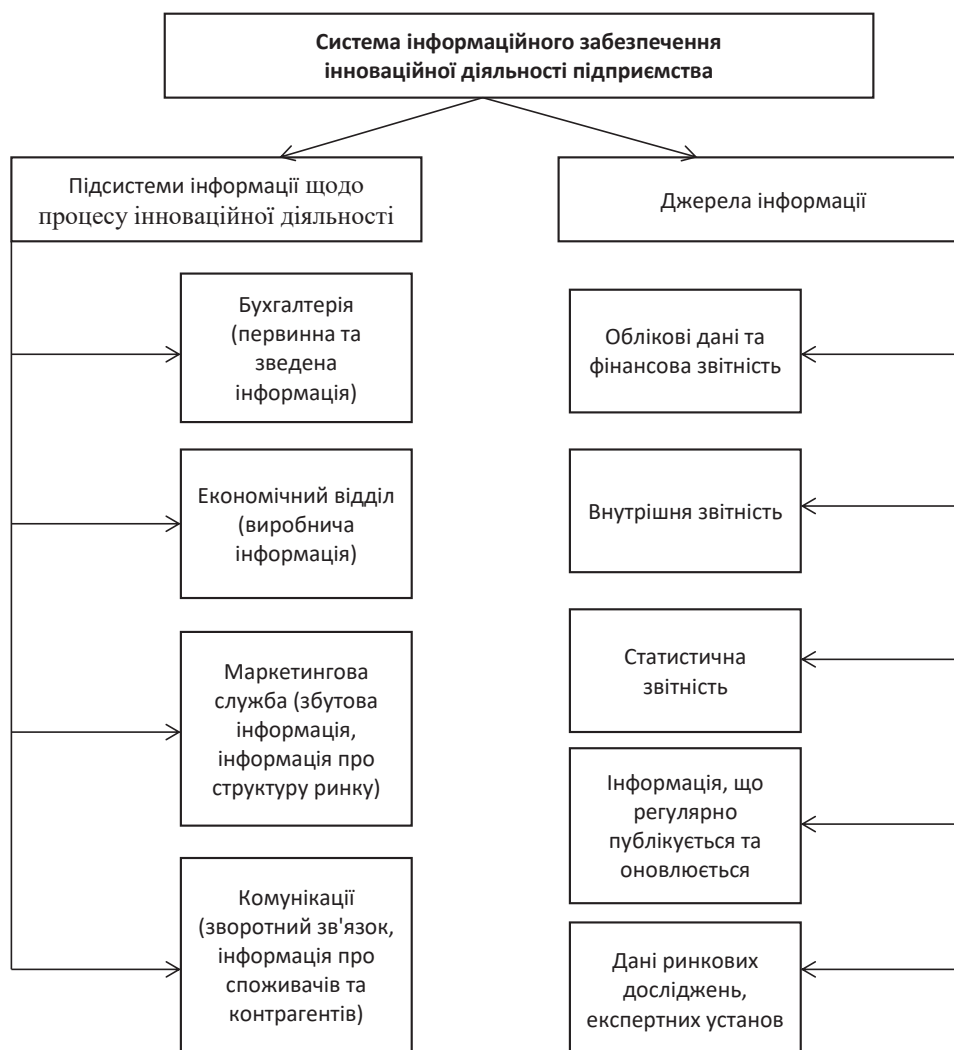 Система інформаційного забезпечення
інноваційної діяльності підприємства
Підсистеми інформації щодо
процесу інноваційної діяльності
Джерела інформації
Бухгалтерія
(первинна та
зведена
інформація)
Облікові дані та
фінансова звітність
Економічний відділ
(виробнича
інформація)
Внутрішня звітність
Маркетингова
служба (збутова
інформація,
інформація про
структуру ринку)
Статистична
звітність
Інформація, що
регулярно
публікується та
оновлюється
Комунікації
(зворотний зв'язок,
інформація про
споживачів та
контрагентів)
Дані ринкових
досліджень,
експертних установ